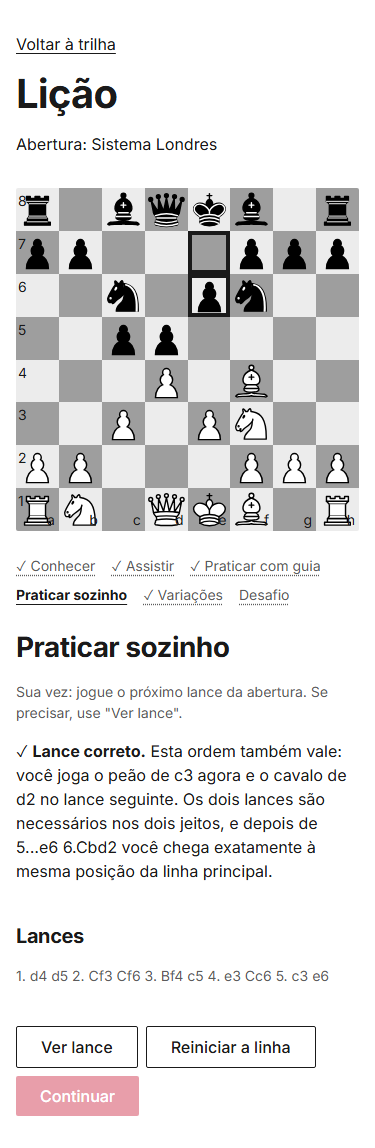 Voltar à trilha
Lição
Abertura: Sistema Londres
8
7
6
5
4
3
2
1
a b c d e f g h
✓ Conhecer ✓ Assistir ✓ Praticar com guia
Praticar sozinho ✓ Variações Desafio
Praticar sozinho
Sua vez: jogue o próximo lance da abertura. Se
precisar, use "Ver lance".
✓ Lance correto. Esta ordem também vale:
você joga o peão de c3 agora e o cavalo de
d2 no lance seguinte. Os dois lances são
necessários nos dois jeitos, e depois de
5...e6 6.Cbd2 você chega exatamente à
mesma posição da linha principal.
Lances
1. d4 d5 2. Cf3 Cf6 3. Bf4 c5 4. e3 Cc6 5. c3 e6
Ver lance Reiniciar a linha
Continuar